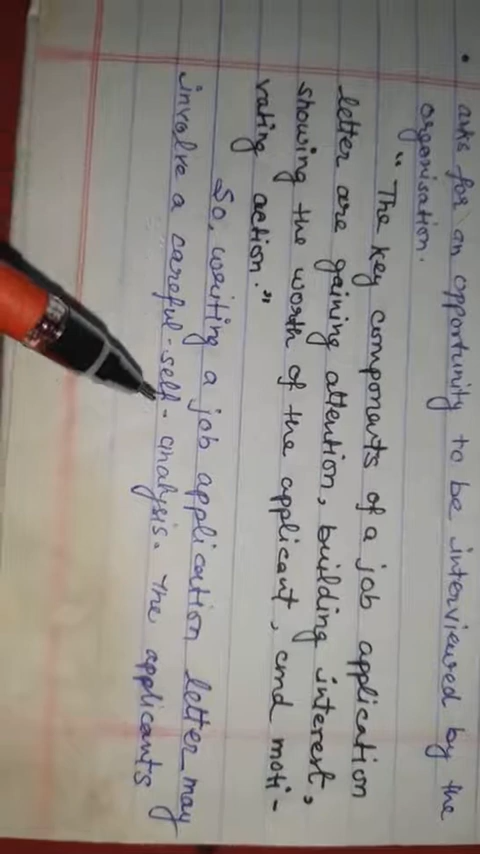 • asks for an opportunity to be interviewed by the
organisation.
"The key components of a job application
letter are gaining attention, building interest,
showing the worth of the applicant, and moti-
vating action."
So, writing a job application letter may
involve a careful-self-analysis. The applicants